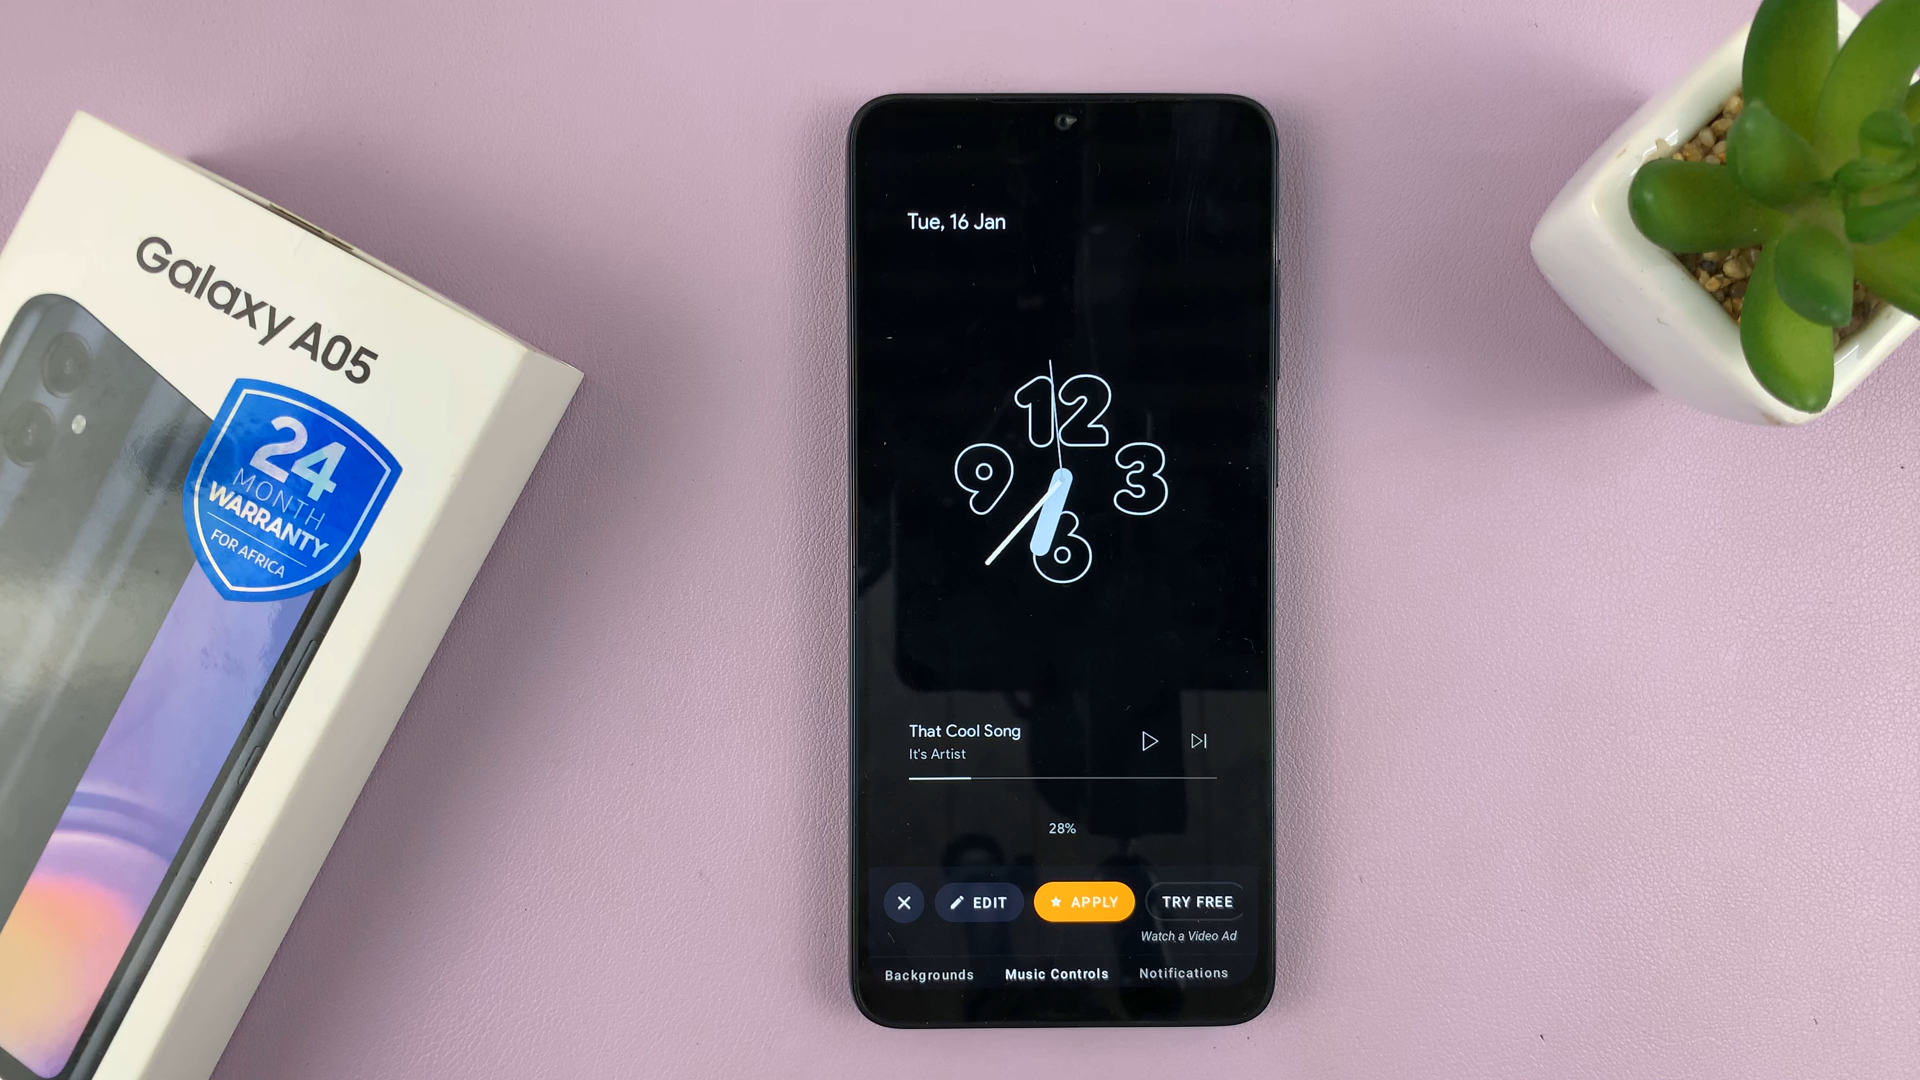 Galaxy A05
24
MONTH
WARRANTY
FOR AFRICA
Tue, 16 Jan
12
9
3
6
That Cool Song
It's Artist
28%
EDIT
APPLY
TRY FREE
Watch a Video Ad
Backgrounds
Music Controls
Notifications